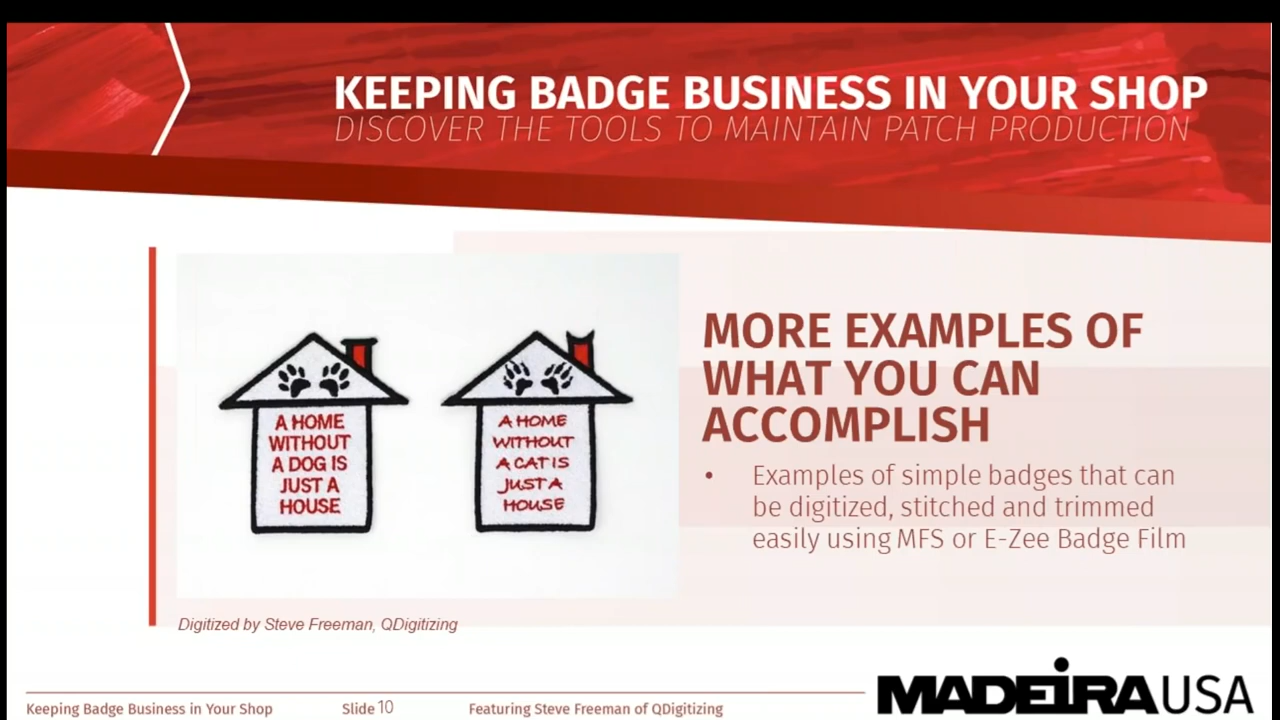 KEEPING BADGE BUSINESS IN YOUR SHOP
DISCOVER THE TOOLS TO MAINTAIN PATCH PRODUCTION
A HOME
WITHOUT
A DOG IS
JUST A
HOUSE
A HOME
WITHOUT
A CAT IS
JUST A
HOUSE
MORE EXAMPLES OF
WHAT YOU CAN
ACCOMPLISH
• Examples of simple badges that can
be digitized, stitched and trimmed
easily using MFS or E-Zee Badge Film
Digitized by Steve Freeman, QDigitizing
Keeping Badge Business in Your Shop Slide 10 Featuring Steve Freeman of QDigitizing
MADEIRA USA